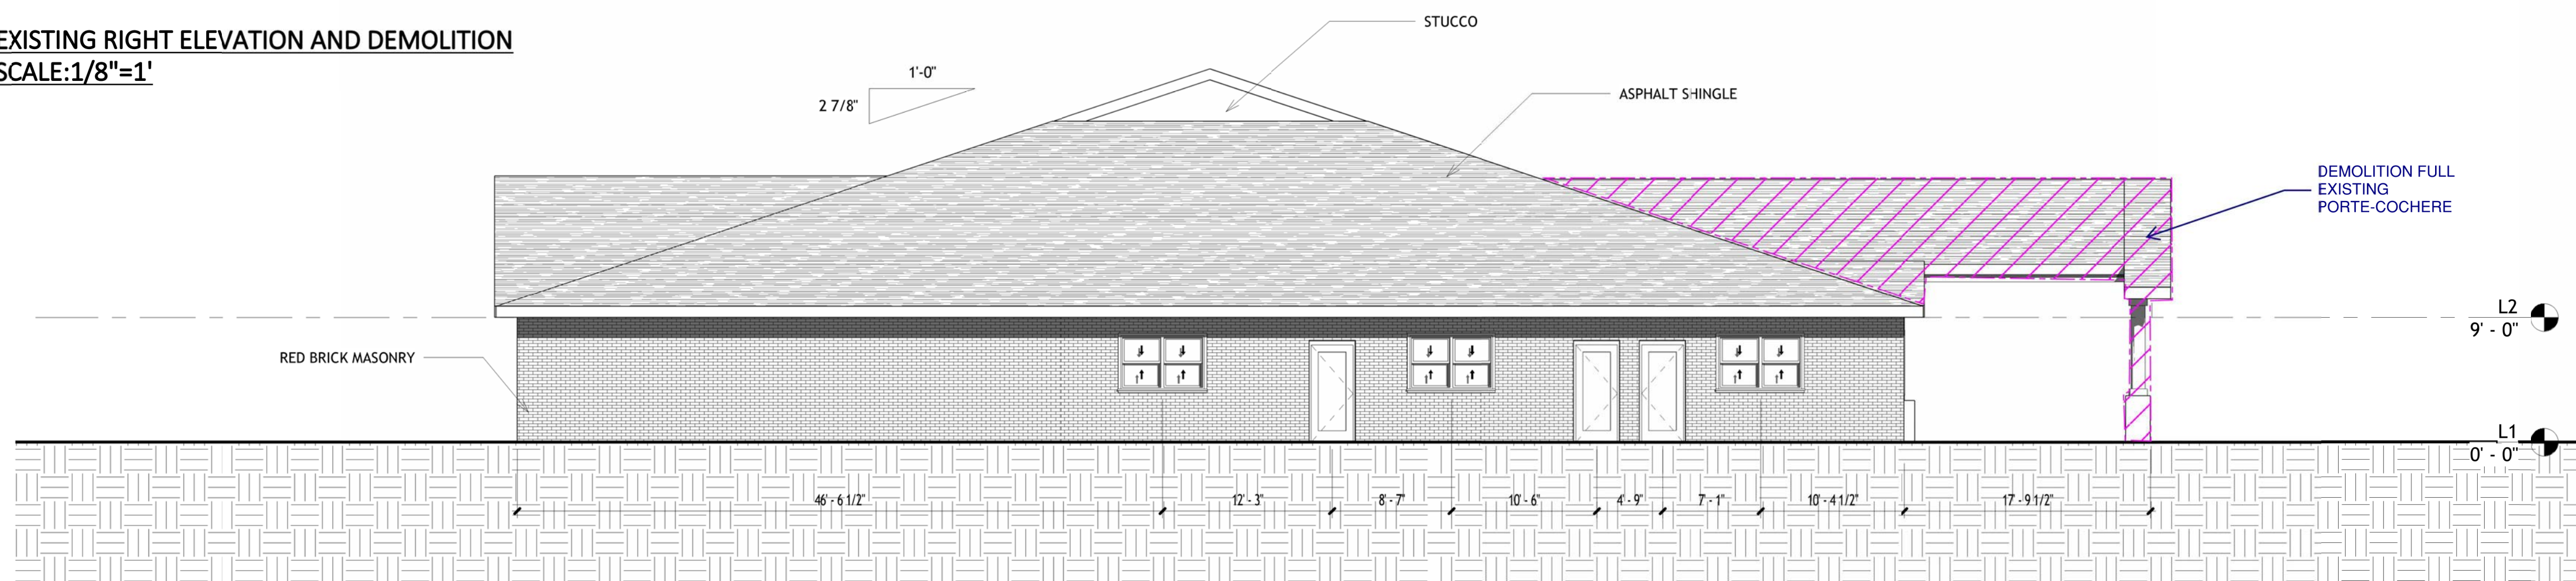 EXISTING RIGHT ELEVATION AND DEMOLITION
SCALE:1/8"=1'
STUCCO
1'-0"
2 7/8"
ASPHALT SHINGLE
DEMOLITION FULL
EXISTING
PORTE-COCHERE
L2
9' - 0"
RED BRICK MASONRY
L1
0' - 0"
46' - 6 1/2"
12' - 3"
8' - 7"
10' - 6"
4' - 9"
7' - 1"
10' - 4 1/2"
17' - 9 1/2"